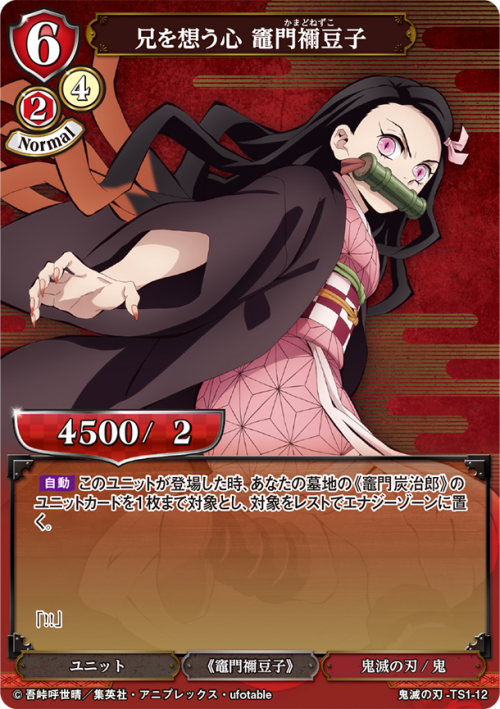 6
かまどねずこ
兄を想う心 竈門禰豆子
2
4
Normal
4500/ 2
自動 このユニットが登場した時、あなたの墓地の《竈門炭治郎》の
ユニットカードを1枚まで対象とし、対象をレストでエナジーゾーンに置
く。
「!!」
ユニット
《竈門禰豆子》
鬼滅の刃/鬼
© 吾峠呼世晴/集英社・アニプレックス・ufotable
鬼滅の刃 -TS1-12